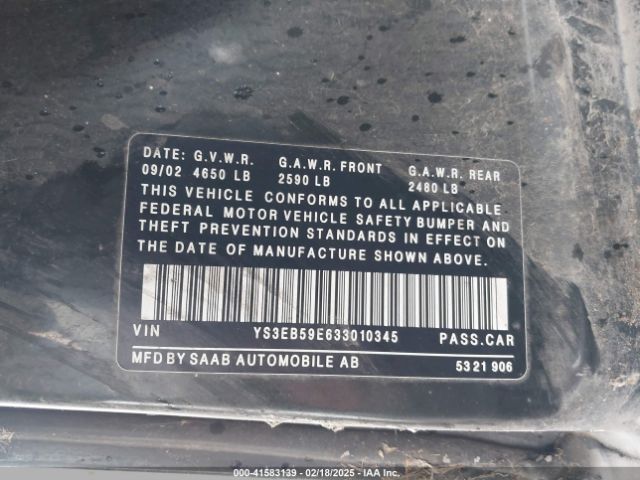 DATE: G.V.W.R. G.A.W.R. FRONT G.A.W.R. REAR
09/02 4650 LB 2590 LB 2480 LB
THIS VEHICLE CONFORMS TO ALL APPLICABLE
FEDERAL MOTOR VEHICLE SAFETY BUMPER AND
THEFT PREVENTION STANDARDS IN EFFECT ON
THE DATE OF MANUFACTURE SHOWN ABOVE.
VIN YS3EB59E633010345 PASS.CAR
MFD BY SAAB AUTOMOBILE AB 5321 906
000-41583139 - 02/18/2025 - IAA Inc.